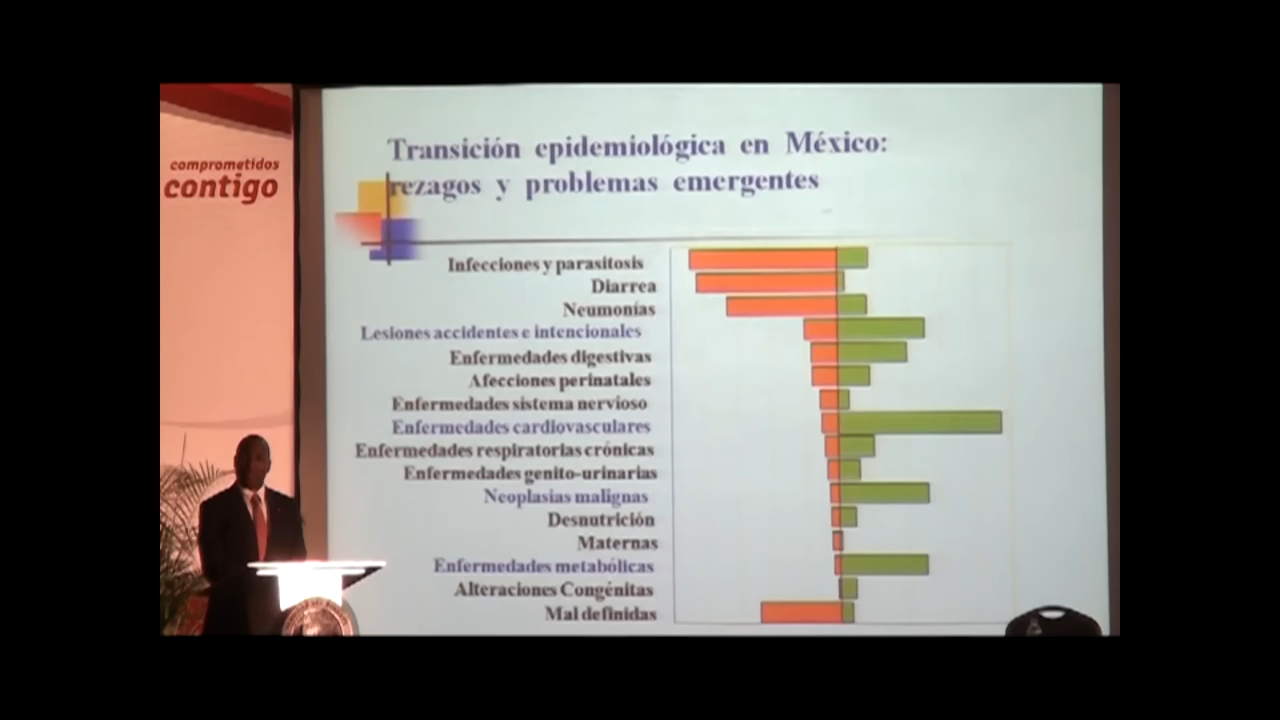 comprometidos
contigo
Transición epidemiológica en México:
rezagos y problemas emergentes
Infecciones y parasitosis
Diarrea
Neumonías
Lesiones accidentes e intencionales
Enfermedades digestivas
Afecciones perinatales
Enfermedades sistema nervioso
Enfermedades cardiovasculares
Enfermedades respiratorias crónicas
Enfermedades genito-urinarias
Neoplasias malignas
Desnutrición
Maternas
Enfermedades metabólicas
Alteraciones Congénitas
Mal definidas